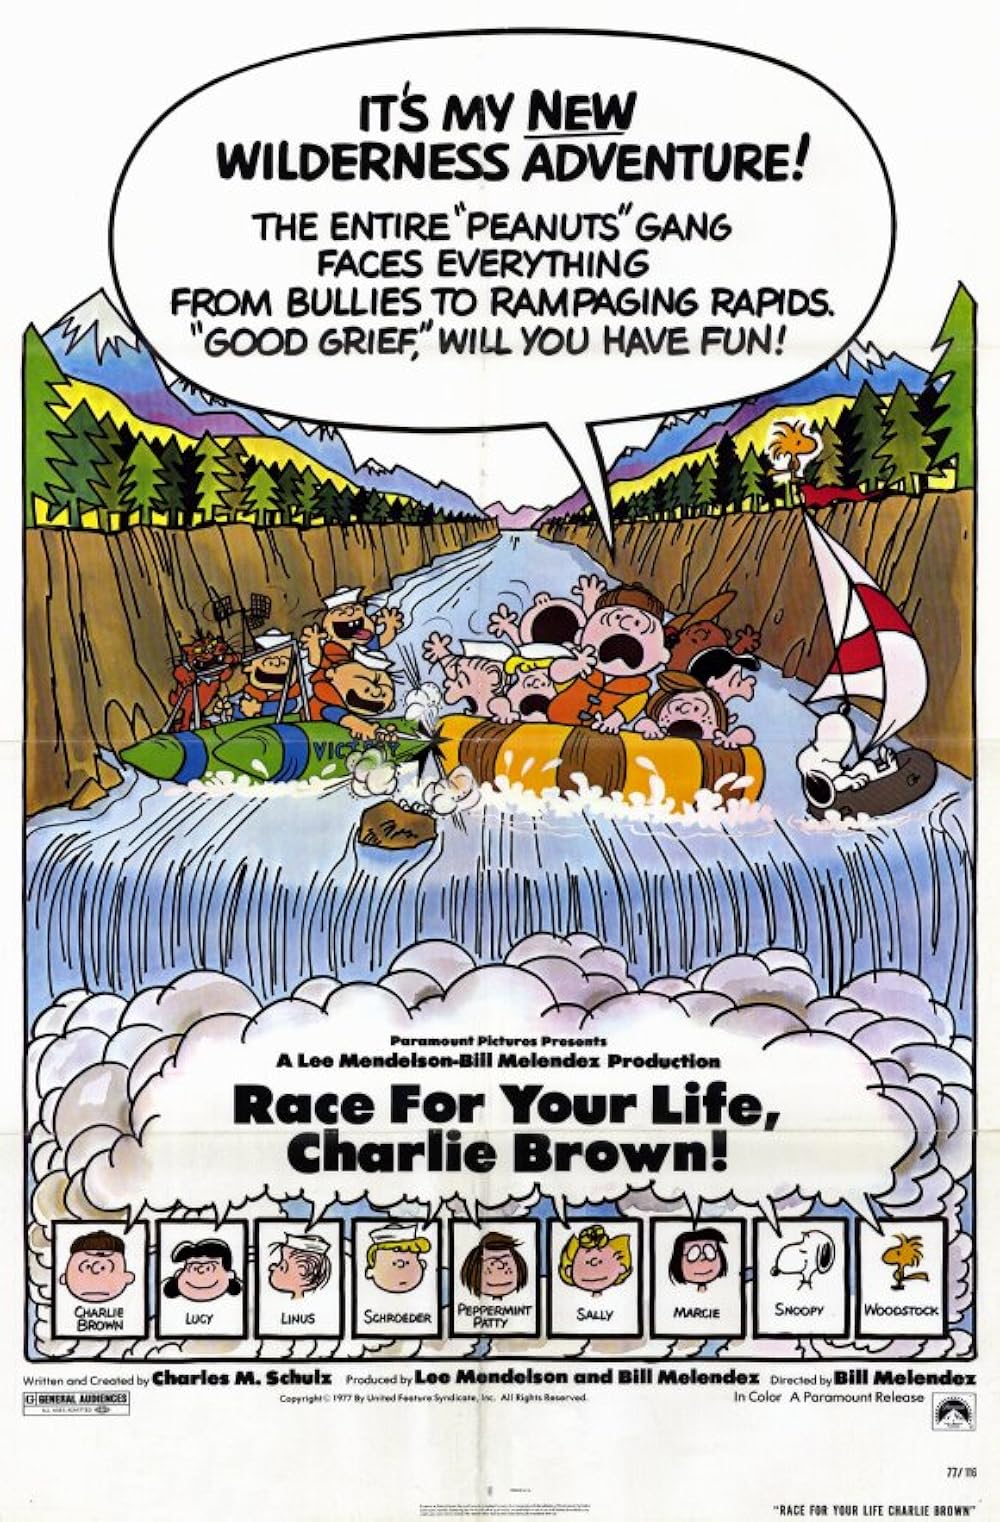 IT'S MY NEW
WILDERNESS ADVENTURE!
THE ENTIRE "PEANUTS" GANG
FACES EVERYTHING
FROM BULLIES TO RAMPAGING RAPIDS.
"GOOD GRIEF," WILL YOU HAVE FUN!
VICTORY
Paramount Pictures Presents
A Lee Mendelson-Bill Melendez Production
Race For Your Life,
Charlie Brown!
CHARLIE
BROWN
LUCY
LINUS
SCHROEDER
PEPPERMINT
PATTY
SALLY
MARCIE
SNOOPY
WOODSTOCK
Written and Created by Charles M. Schulz Produced by Lee Mendelson and Bill Melendez Directed by Bill Melendez
G GENERAL AUDIENCES
Copyright © 1977 By United Feature Syndicate, Inc. All Rights Reserved.
In Color A Paramount Release
77/116
"RACE FOR YOUR LIFE CHARLIE BROWN"